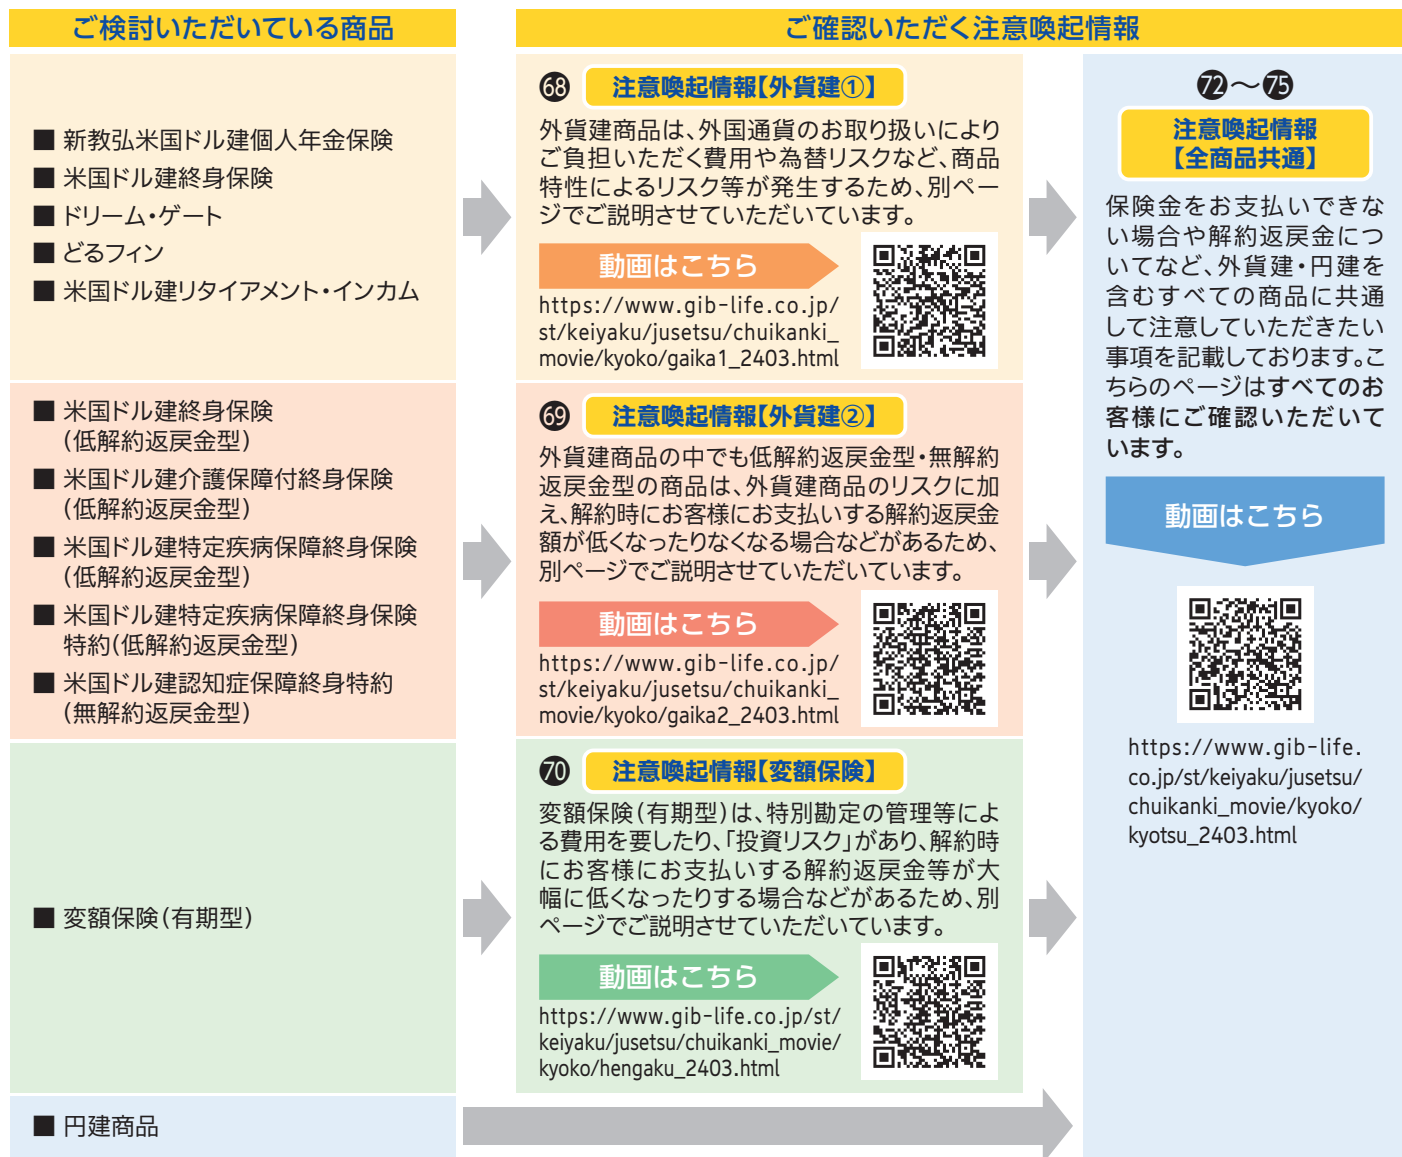 ご検討いただいている商品
ご確認いただく注意喚起情報
■ 新教弘米国ドル建個人年金保険
■ 米国ドル建終身保険
■ ドリーム・ゲート
■ どるフィン
■ 米国ドル建リタイアメント・インカム
68 注意喚起情報【外貨建①】
外貨建商品は、外国通貨のお取り扱いにより
ご負担いただく費用や為替リスクなど、商品
特性によるリスク等が発生するため、別ペー
ジでご説明させていただいています。
動画はこちら
https://www.gib-life.co.jp/
st/keiyaku/jusetsu/chuikanki_
movie/kyoko/gaika1_2403.html
■ 米国ドル建終身保険
(低解約返戻金型)
■ 米国ドル建介護保障付終身保険
(低解約返戻金型)
■ 米国ドル建特定疾病保障終身保険
(低解約返戻金型)
■ 米国ドル建特定疾病保障終身保険
特約(低解約返戻金型)
■ 米国ドル建認知症保障終身特約
(無解約返戻金型)
69 注意喚起情報【外貨建②】
外貨建商品の中でも低解約返戻金型・無解約
返戻金型の商品は、外貨建商品のリスクに加
え、解約時にお客様にお支払いする解約返戻金
額が低くなったりなくなる場合などがあるため、
別ページでご説明させていただいています。
動画はこちら
https://www.gib-life.co.jp/
st/keiyaku/jusetsu/chuikanki_
movie/kyoko/gaika2_2403.html
■ 変額保険(有期型)
70 注意喚起情報【変額保険】
変額保険(有期型)は、特別勘定の管理等によ
る費用を要したり、「投資リスク」があり、解約時
にお客様にお支払いする解約返戻金等が大
幅に低くなったりする場合などがあるため、別
ページでご説明させていただいています。
動画はこちら
https://www.gib-life.co.jp/st/
keiyaku/jusetsu/chuikanki_movie/
kyoko/hengaku_2403.html
■ 円建商品
72～75
注意喚起情報
【全商品共通】
保険金をお支払いできな
い場合や解約返戻金につ
いてなど、外貨建・円建を
含むすべての商品に共通
して注意していただきたい
事項を記載しております。こ
ちらのページはすべてのお
客様にご確認いただいて
います。
動画はこちら
https://www.gib-life.
co.jp/st/keiyaku/jusetsu/
chuikanki_movie/kyoko/
kyotsu_2403.html